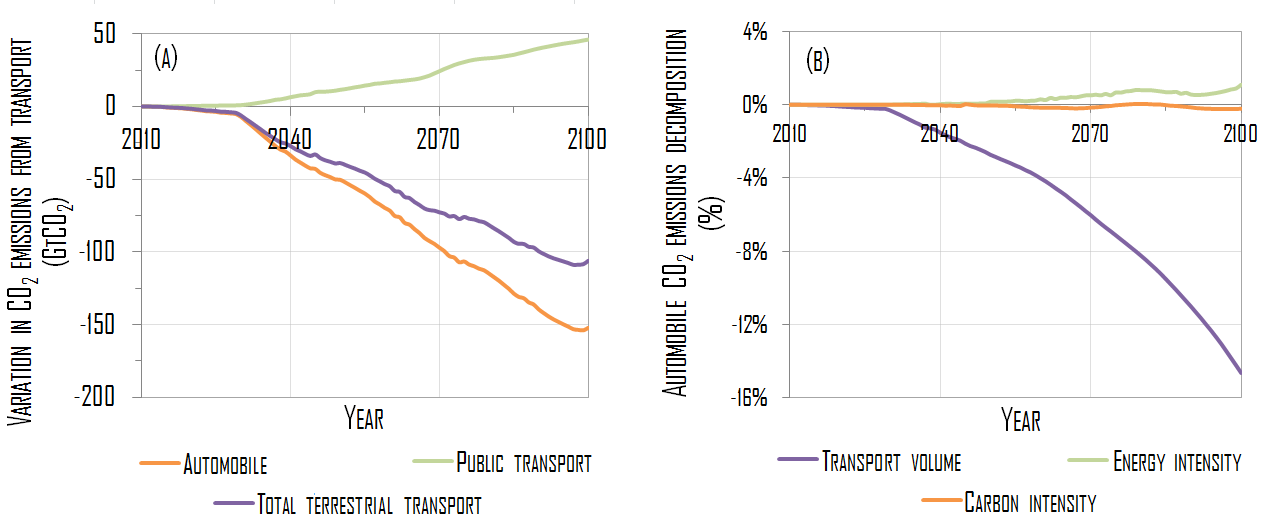 Variation in CO2 emissions from transport
(GtCO2)
(A)
50
0
-50
-100
-150
-200
2010
2040
2070
2100
Year
Automobile
Public transport
Total terrestrial transport
Automobile CO2 emissions decomposition
(%)
(B)
4%
0%
-4%
-8%
-12%
-16%
2010
2040
2070
2100
Year
Transport volume
Energy intensity
Carbon intensity